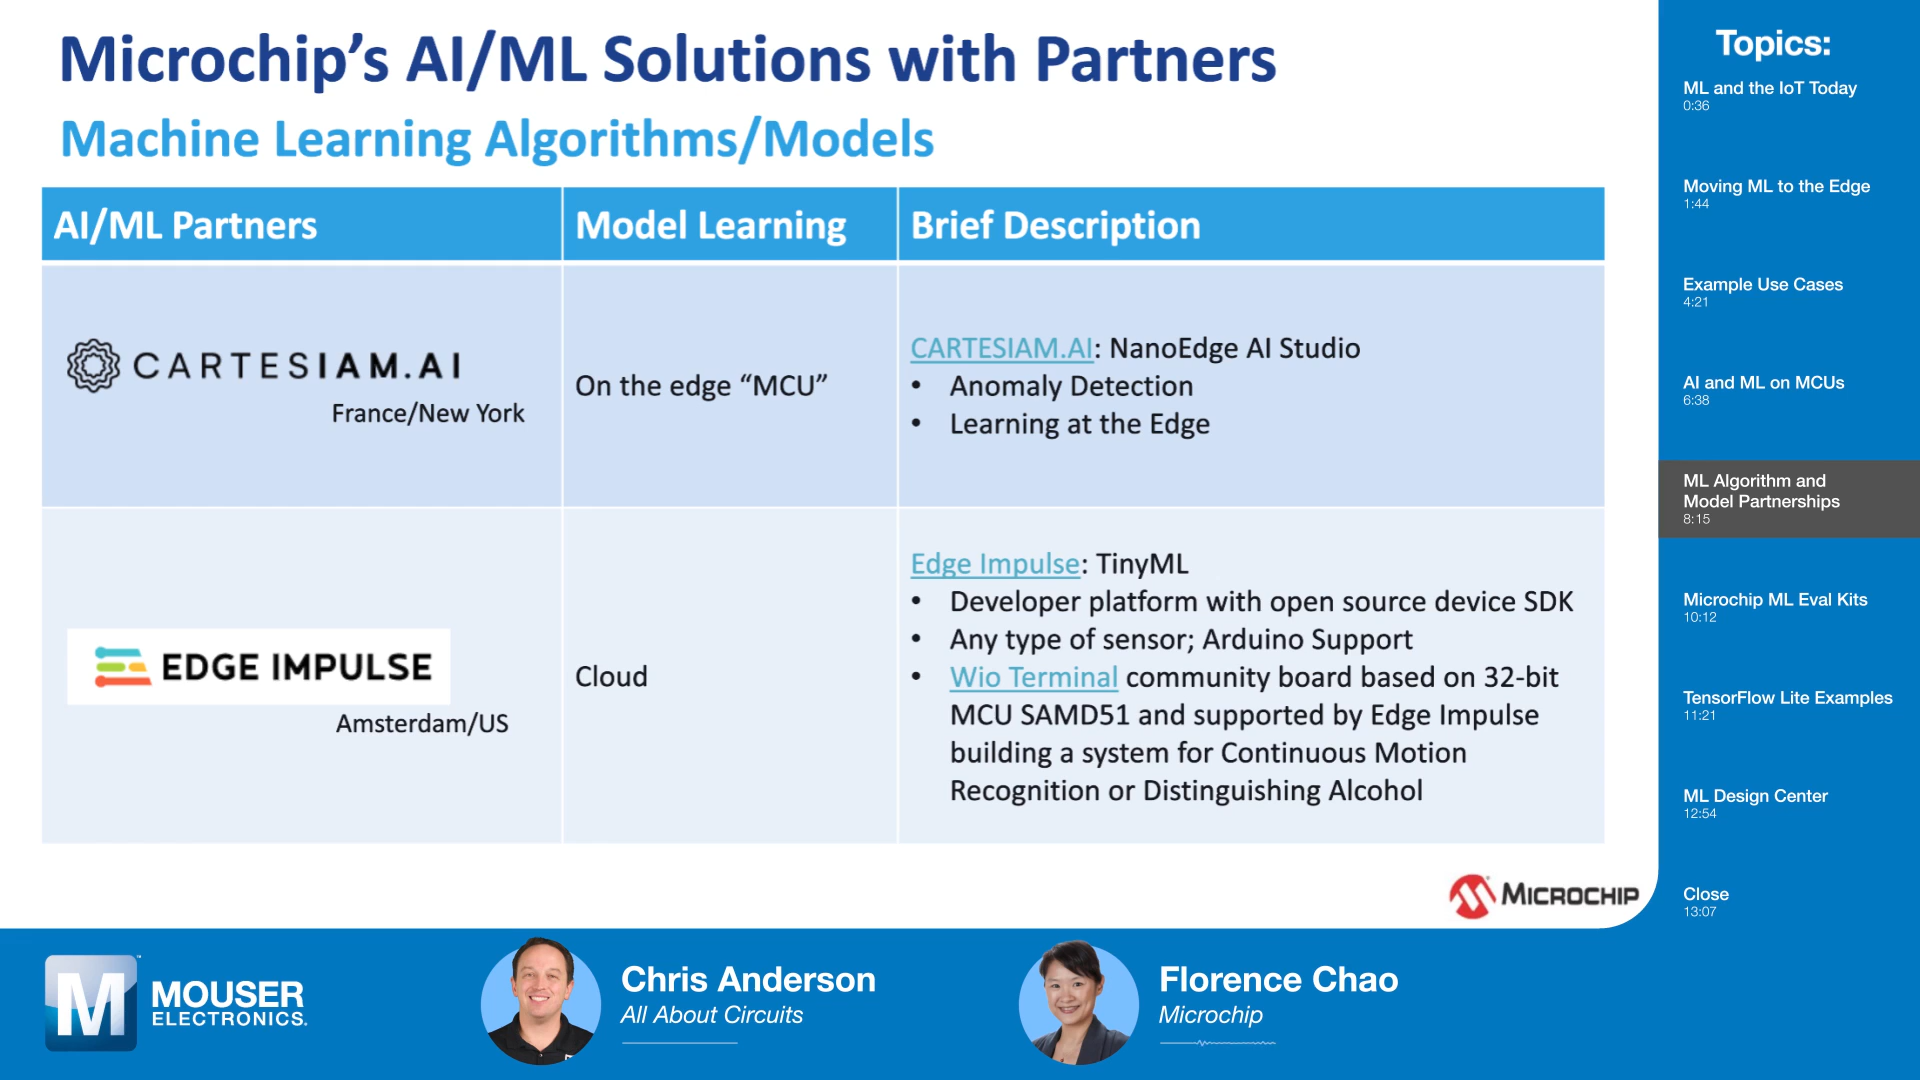 Microchip's AI/ML Solutions with Partners
Machine Learning Algorithms/Models
AI/ML Partners
Model Learning
Brief Description
CARTESIAM.AI
France/New York
On the edge “MCU”
CARTESIAM.AI: NanoEdge AI Studio
• Anomaly Detection
• Learning at the Edge
EDGE IMPULSE
Amsterdam/US
Cloud
Edge Impulse: TinyML
• Developer platform with open source device SDK
• Any type of sensor; Arduino Support
• Wio Terminal community board based on 32-bit
MCU SAMD51 and supported by Edge Impulse
building a system for Continuous Motion
Recognition or Distinguishing Alcohol
MICROCHIP
Topics:
ML and the IoT Today
0:36
Moving ML to the Edge
1:44
Example Use Cases
4:21
AI and ML on MCUs
6:38
ML Algorithm and
Model Partnerships
8:15
Microchip ML Eval Kits
10:12
TensorFlow Lite Examples
11:21
ML Design Center
12:54
Close
13:07
M
MOUSER
ELECTRONICS.
Chris Anderson
All About Circuits
Florence Chao
Microchip